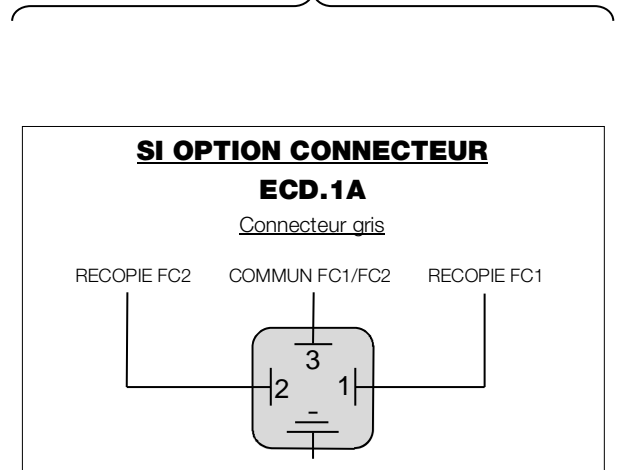 SI OPTION CONNECTEUR
ECD.1A
Connecteur gris
RECOPIE FC2 COMMUN FC1/FC2 RECOPIE FC1
3
2 1